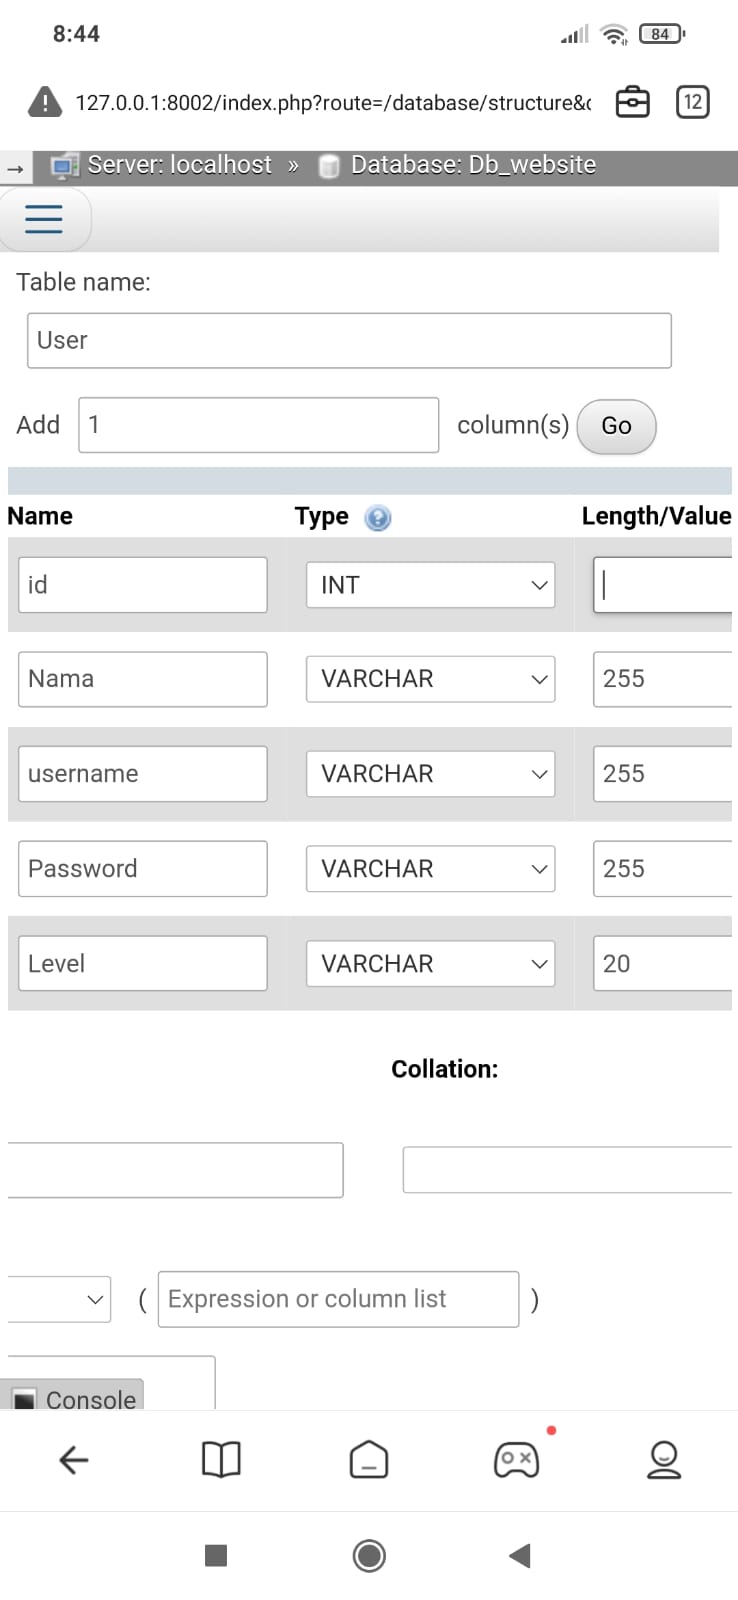 8:44
84
127.0.0.1:8002/index.php?route=/database/structure&
12
→ Server: localhost » Database: Db_website
Table name:
User
Add 1 column(s) Go
Name Type Length/Value
id INT
Nama VARCHAR 255
username VARCHAR 255
Password VARCHAR 255
Level VARCHAR 20
Collation:
( Expression or column list )
Console